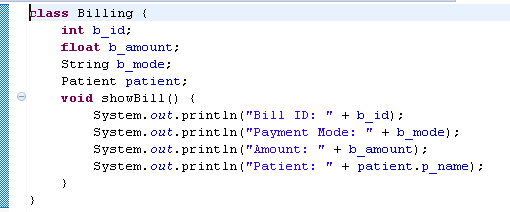 class Billing {
    int b_id;
    float b_amount;
    String b_mode;
    Patient patient;
    void showBill() {
        System.out.println("Bill ID: " + b_id);
        System.out.println("Payment Mode: " + b_mode);
        System.out.println("Amount: " + b_amount);
        System.out.println("Patient: " + patient.p_name);
    }
}